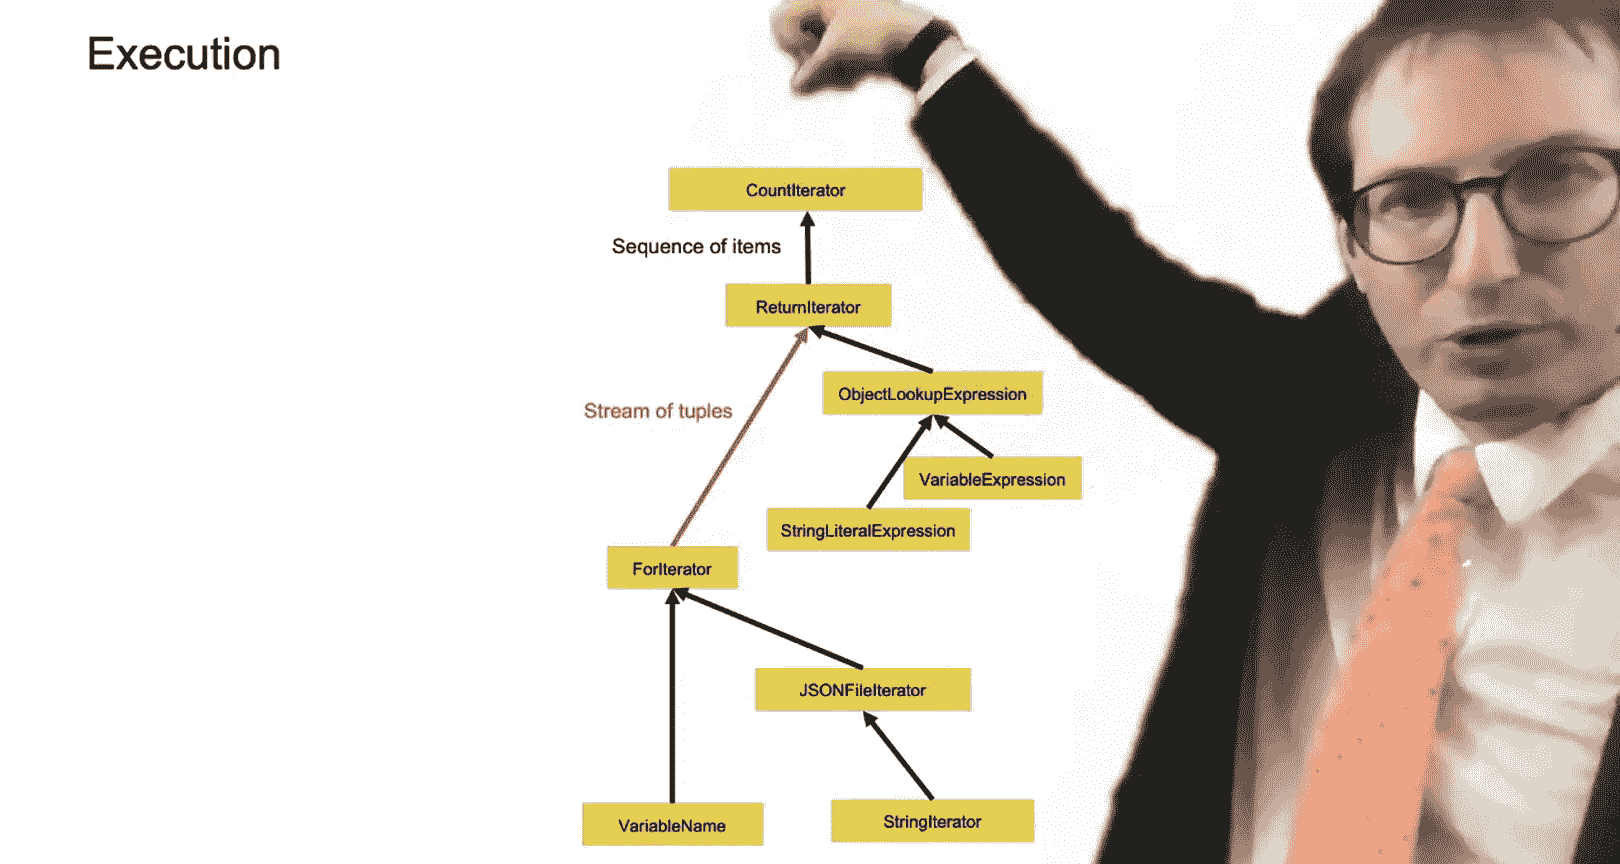 Execution
CountIterator
Sequence of items
ReturnIterator
ObjectLookupExpression
Stream of tuples
VariableExpression
StringLiteralExpression
ForIterator
JSONFileIterator
VariableName
StringIterator